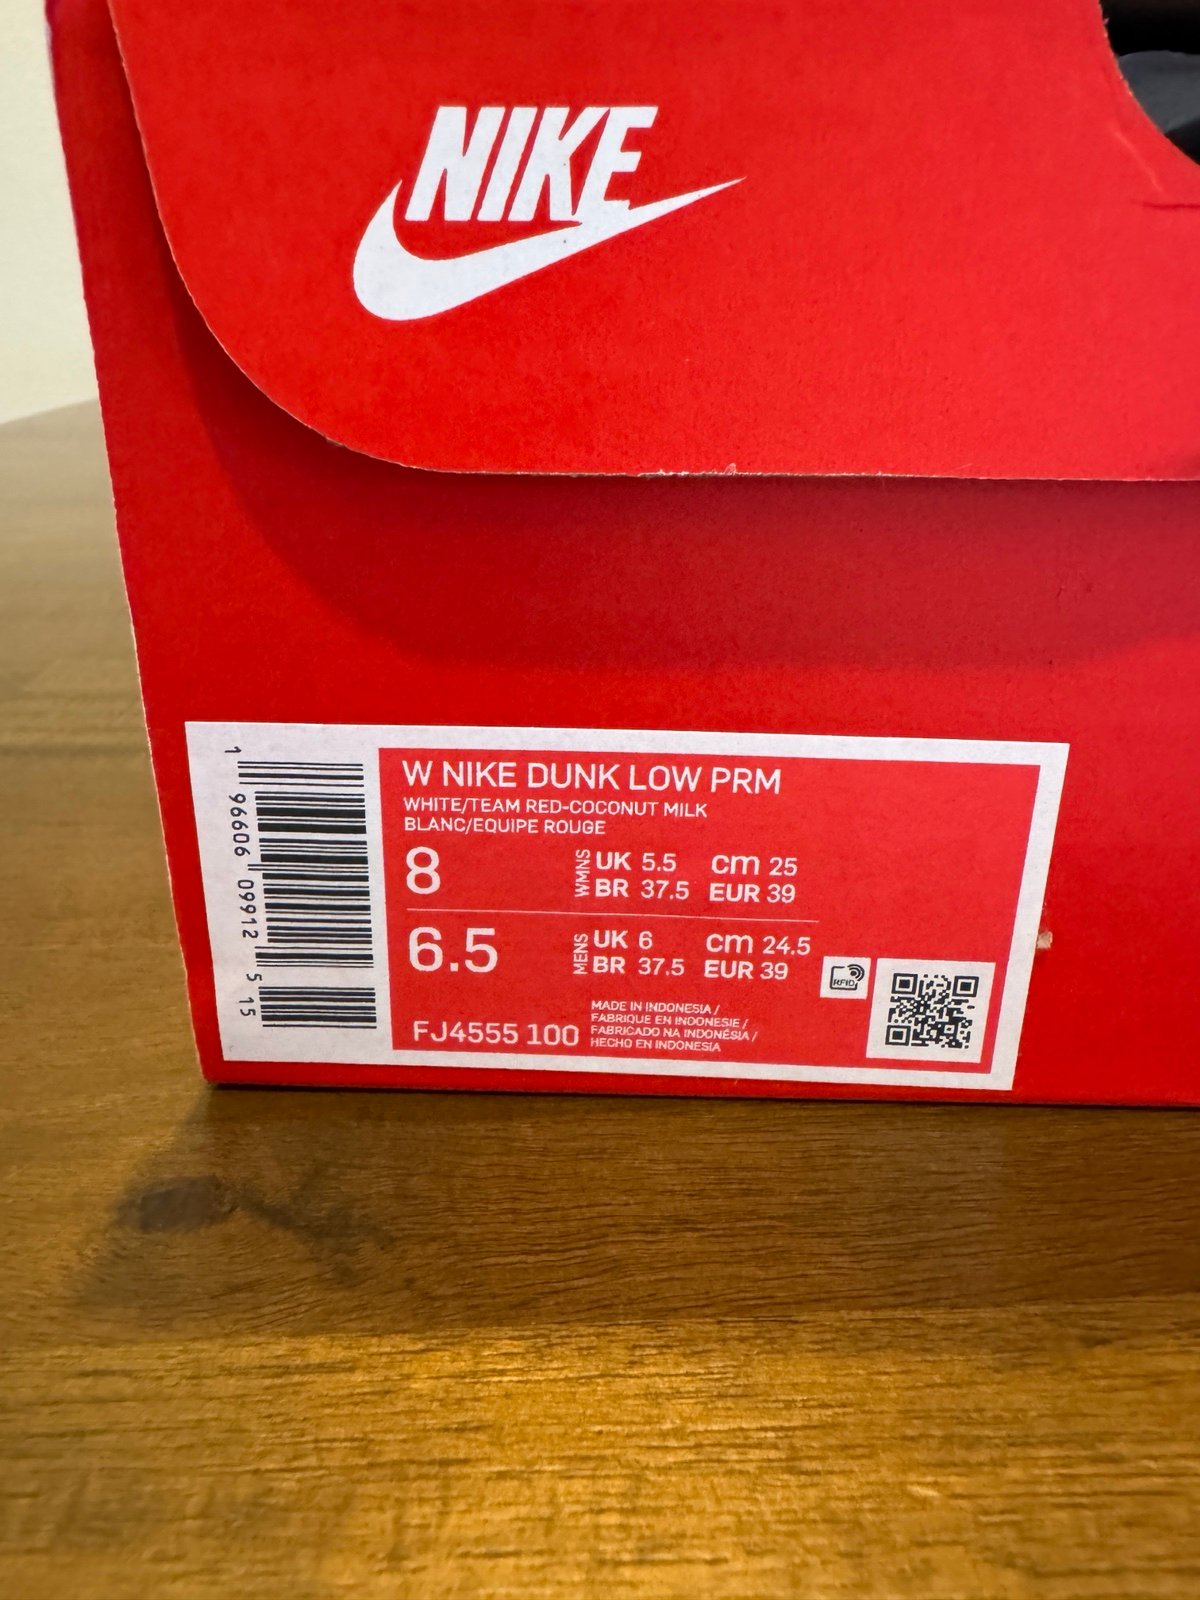 NIKE
1 96606 09912 5 15
W NIKE DUNK LOW PRM
WHITE/TEAM RED-COCONUT MILK
BLANC/EQUIPE ROUGE
8 WMNS UK 5.5 cm 25
BR 37.5 EUR 39
6.5 MENS UK 6 cm 24.5
BR 37.5 EUR 39
RFID
FJ4555 100
MADE IN INDONESIA /
FABRIQUE EN INDONESIE /
FABRICADO NA INDONÉSIA /
HECHO EN INDONESIA